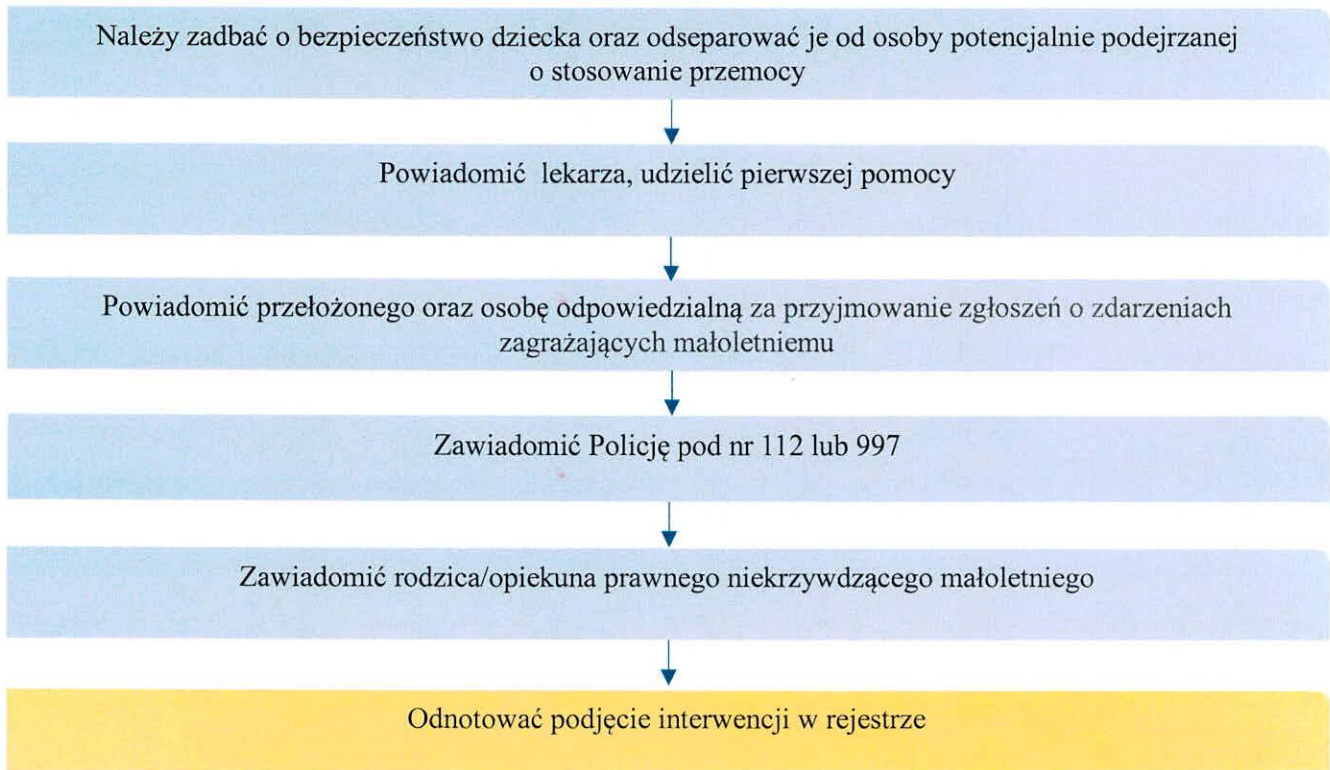 Należy zadbać o bezpieczeństwo dziecka oraz odseparować je od osoby potencjalnie podejrzanej
o stosowanie przemocy
Powiadomić lekarza, udzielić pierwszej pomocy
Powiadomić przełożonego oraz osobę odpowiedzialną za przyjmowanie zgłoszeń o zdarzeniach
zagrażających małoletniemu
Zawiadomić Policję pod nr 112 lub 997
Zawiadomić rodzica/opiekuna prawnego niekrzywdzącego małoletniego
Odnotować podjęcie interwencji w rejestrze